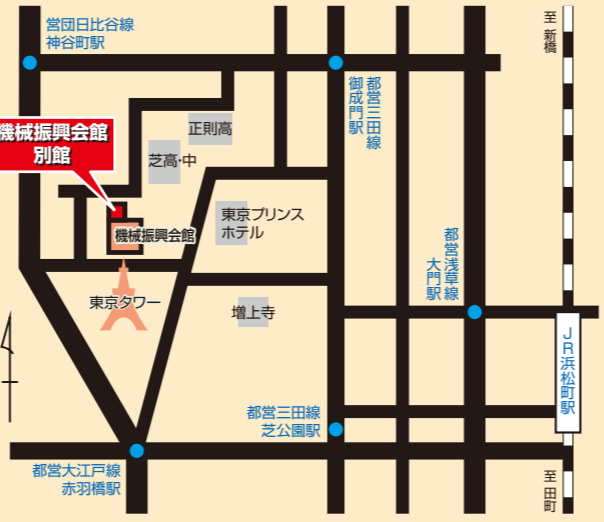 営団日比谷線
神谷町駅
至 新橋
都営三田線
御成門駅
正則高
機械振興会館
別館
芝高・中
東京プリンス
ホテル
機械振興会館
都営浅草線
大門駅
東京タワー
増上寺
JR浜松町駅
都営三田線
芝公園駅
都営大江戸線
赤羽橋駅
至 田町